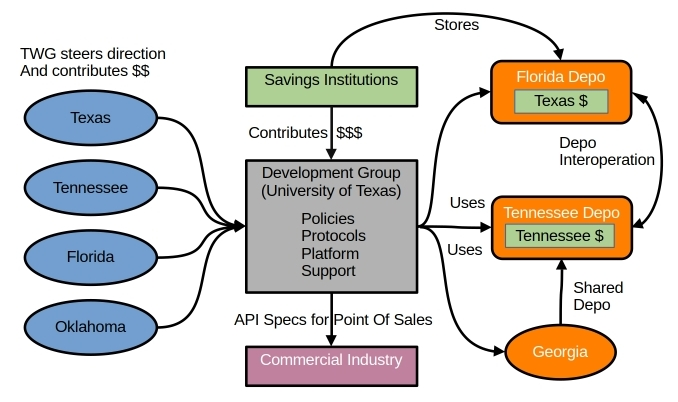 Stores
TWG steers direction
And contributes $$
Savings Institutions
Florida Depo
Texas $
Texas
Contributes $$$
Depo
Interoperation
Development Group
(University of Texas)
Tennessee
Policies
Protocols
Platform
Support
Uses
Tennessee Depo
Tennessee $
Uses
Florida
Shared
Depo
Oklahoma
API Specs for Point Of Sales
Commercial Industry
Georgia